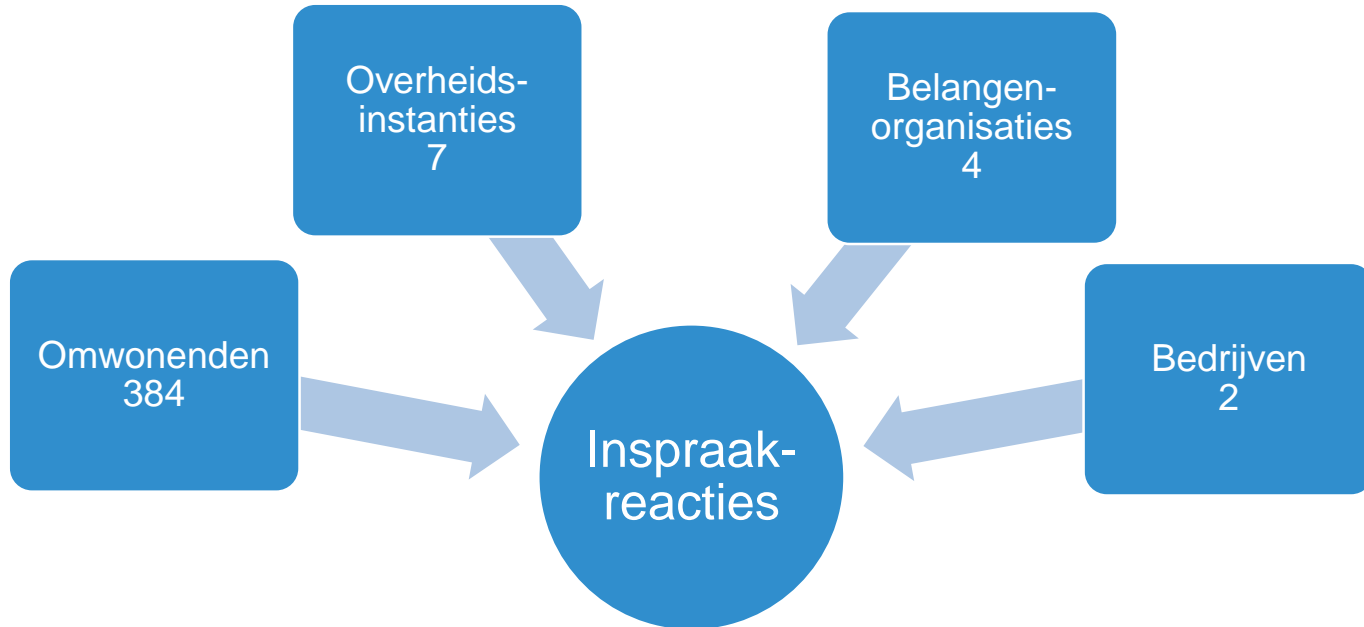 Overheids-
instanties
7
Belangen-
organisaties
4
Omwonenden
384
Bedrijven
2
Inspraak-
reacties